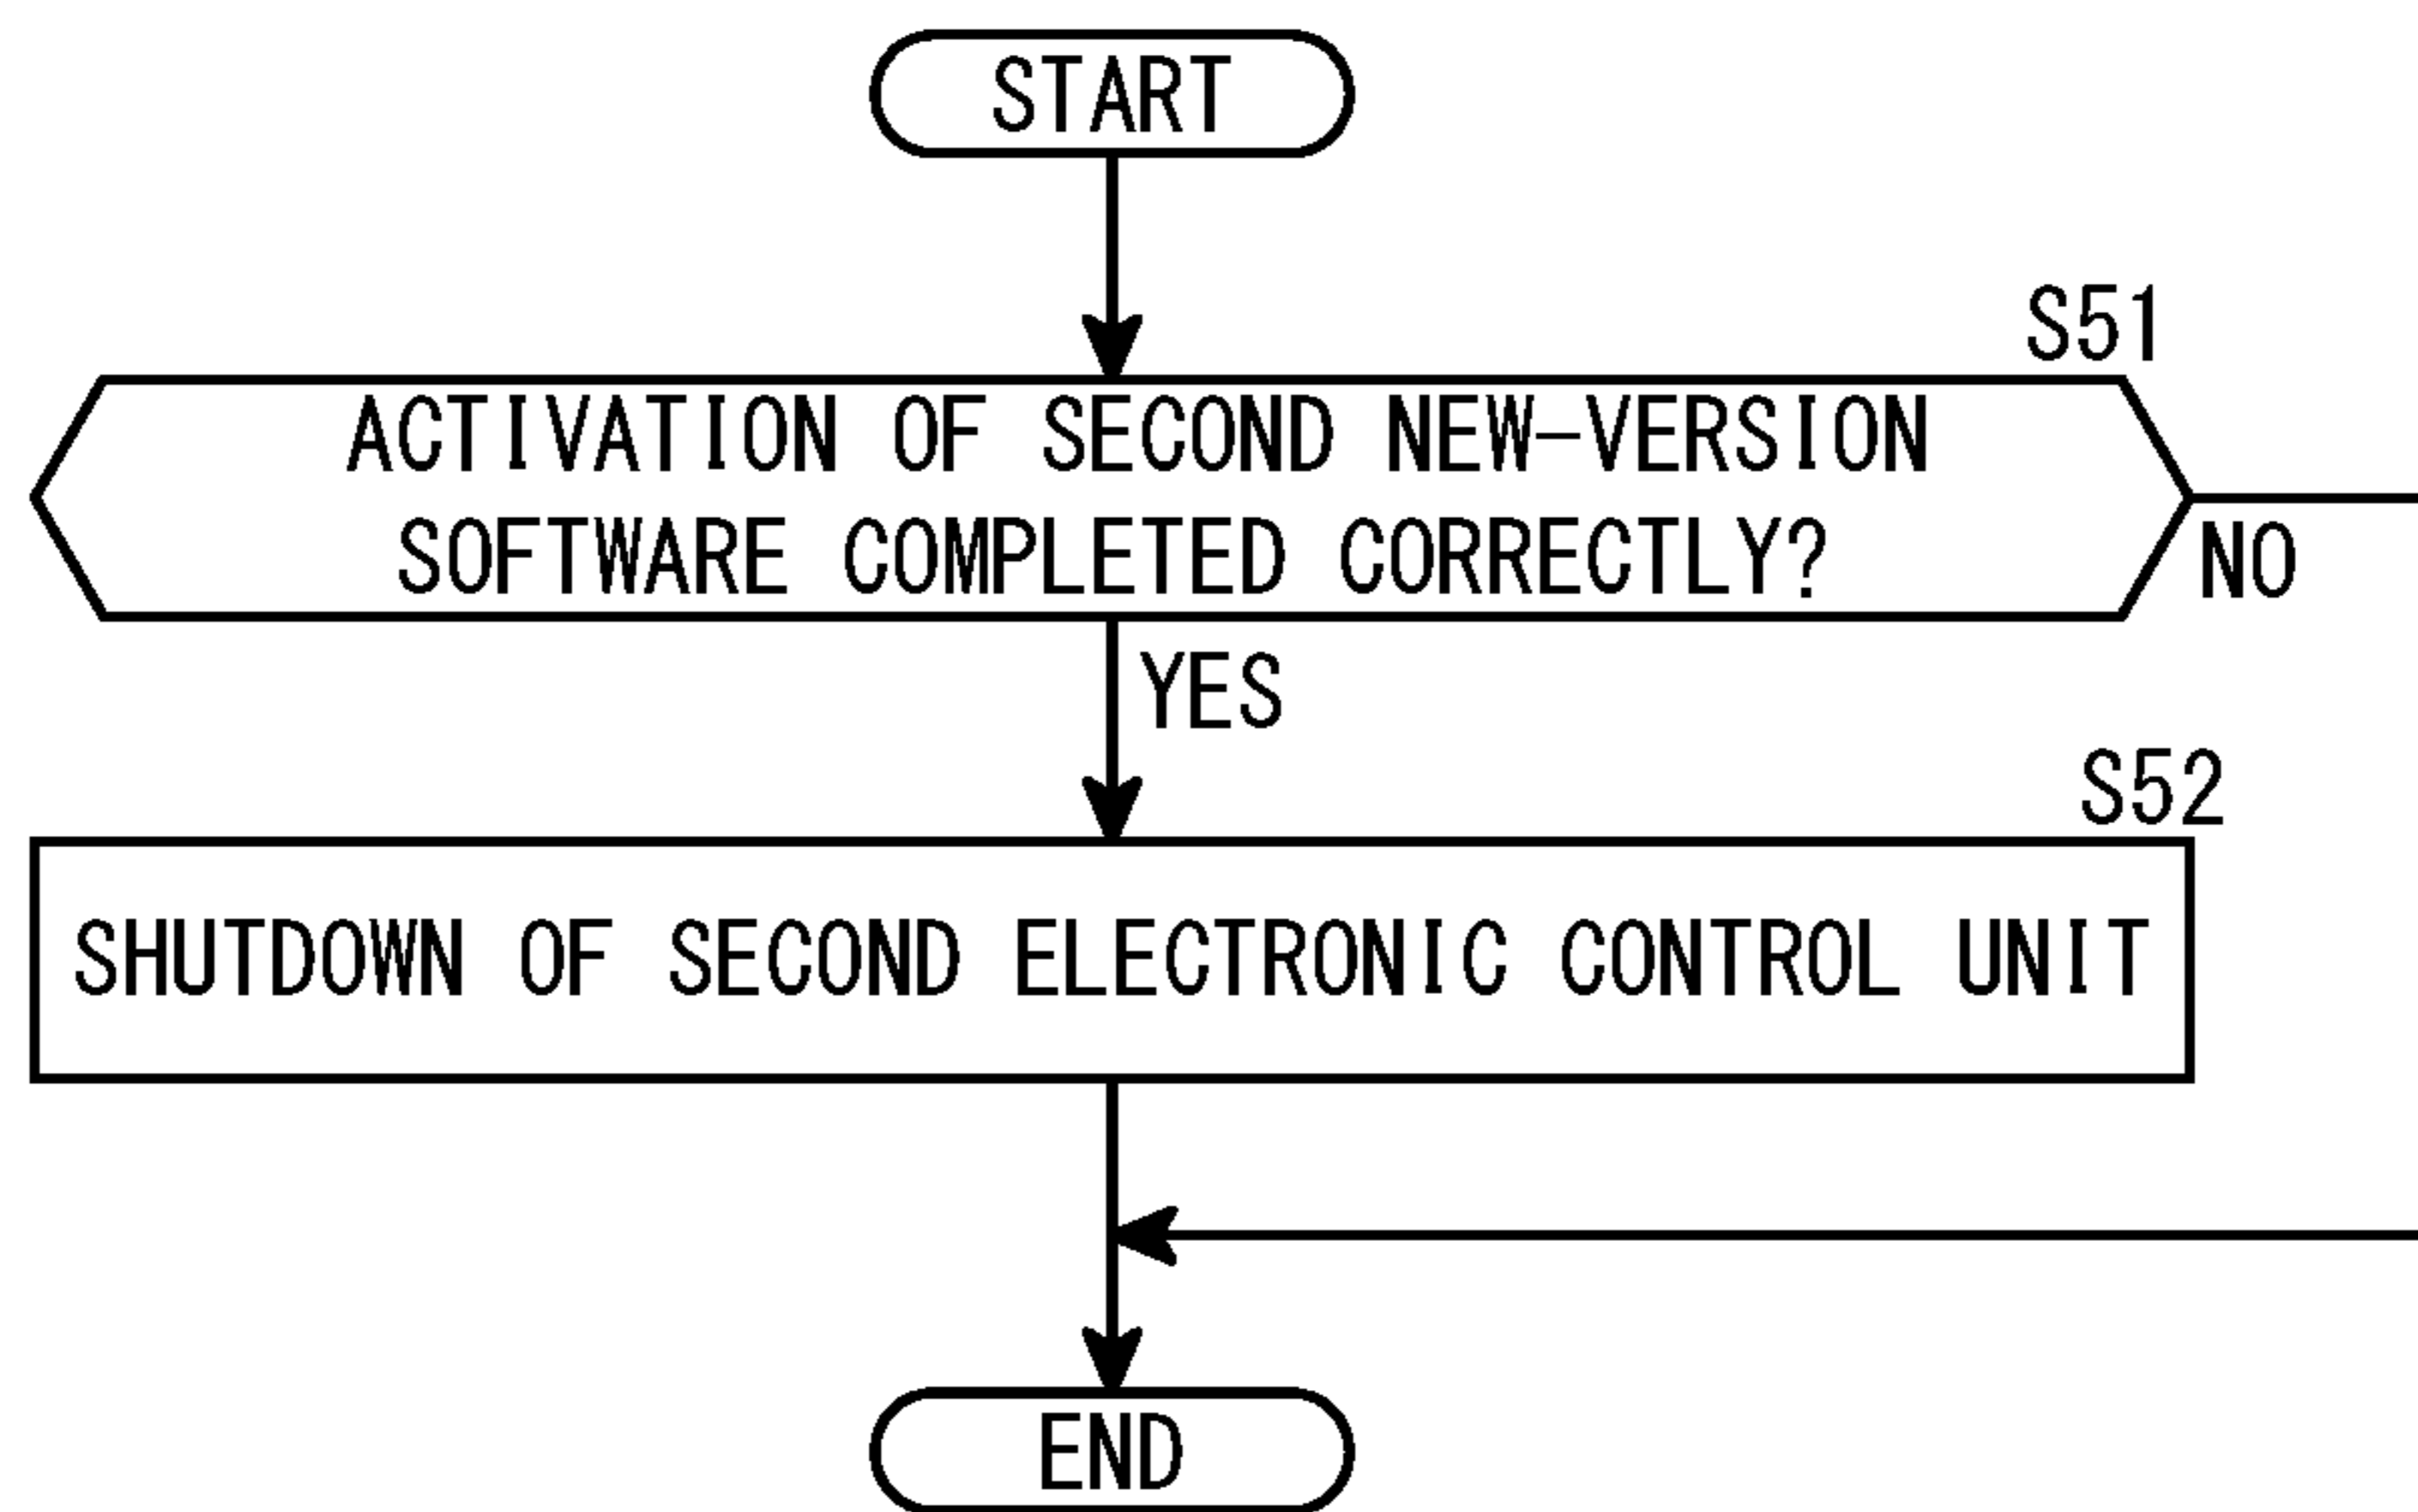 START
S51
ACTIVATION OF SECOND NEW-VERSION
SOFTWARE COMPLETED CORRECTLY?
NO
YES
S52
SHUTDOWN OF SECOND ELECTRONIC CONTROL UNIT
END